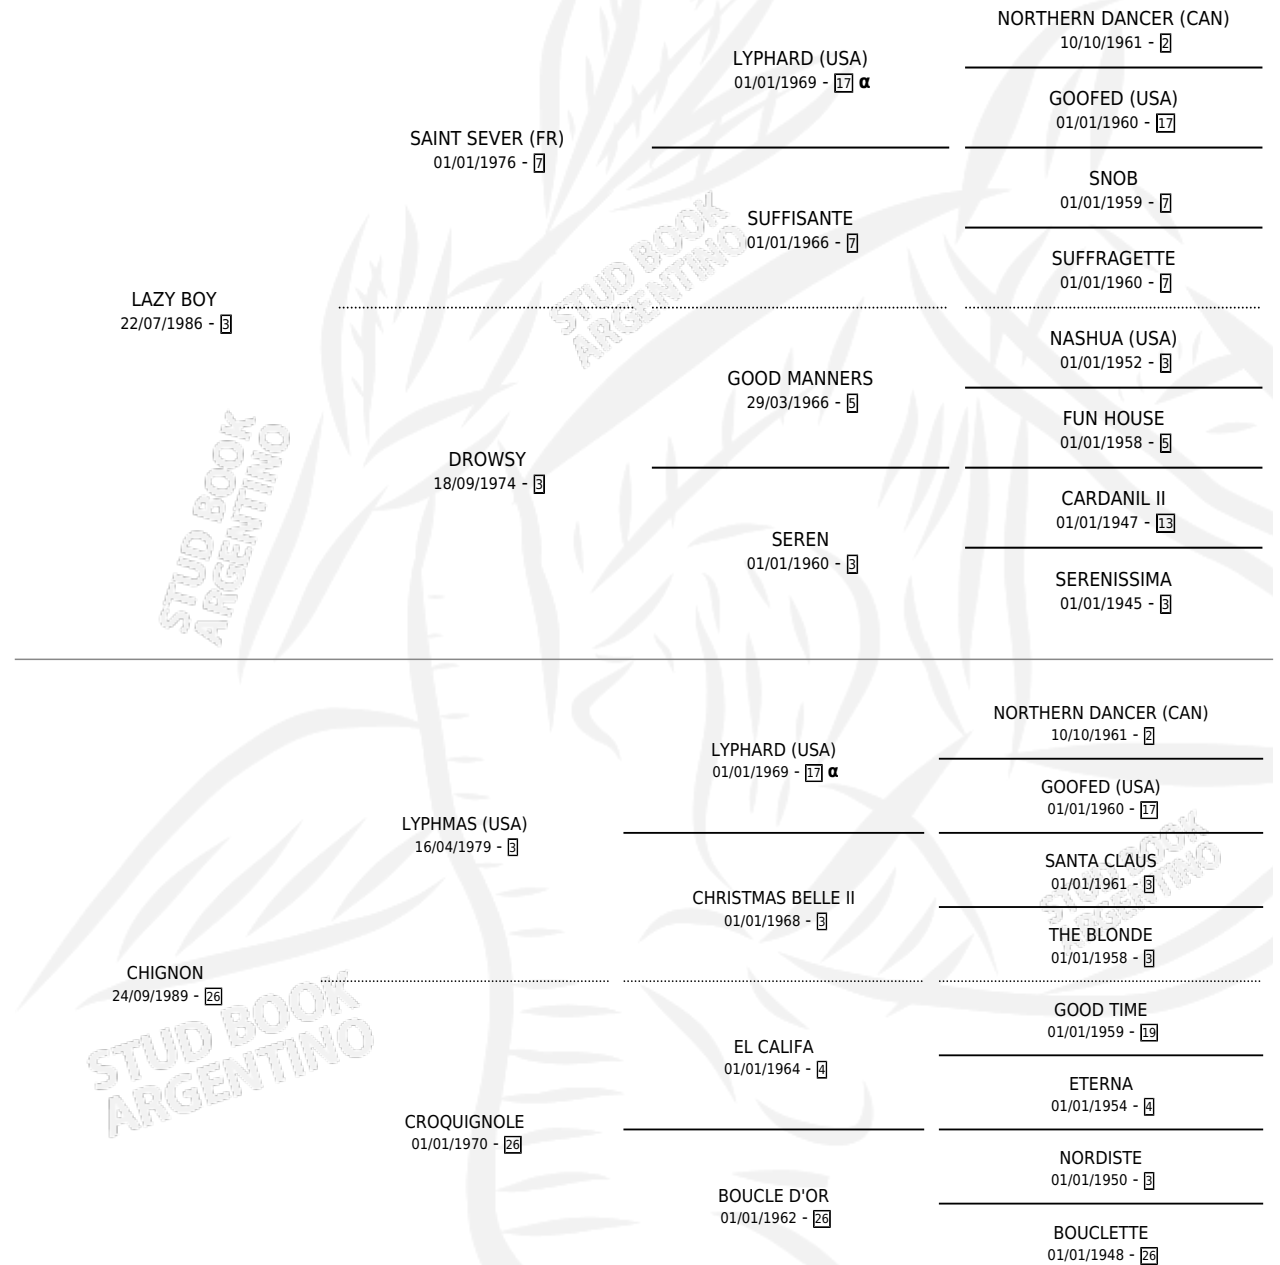 NORTHERN DANCER (CAN)
10/10/1961 - 2
LYPHARD (USA)
01/01/1969 - 17 α
GOOFED (USA)
01/01/1960 - 17
SAINT SEVER (FR)
01/01/1976 - 7
SNOB
01/01/1959 - 7
SUFFISANTE
01/01/1966 - 7
SUFFRAGETTE
01/01/1960 - 7
LAZY BOY
22/07/1986 - 3
NASHUA (USA)
01/01/1952 - 3
GOOD MANNERS
29/03/1966 - 5
FUN HOUSE
01/01/1958 - 5
DROWSY
18/09/1974 - 3
CARDANIL II
01/01/1947 - 13
SEREN
01/01/1960 - 3
SERENISSIMA
01/01/1945 - 3
STUD BOOK
ARGENTINO
STUD BOOK
ARGENTINO
NORTHERN DANCER (CAN)
10/10/1961 - 2
LYPHARD (USA)
01/01/1969 - 17 α
GOOFED (USA)
01/01/1960 - 17
LYPHMAS (USA)
16/04/1979 - 3
SANTA CLAUS
01/01/1961 - 3
CHRISTMAS BELLE II
01/01/1968 - 3
THE BLONDE
01/01/1958 - 3
CHIGNON
24/09/1989 - 26
GOOD TIME
01/01/1959 - 19
EL CALIFA
01/01/1964 - 4
ETERNA
01/01/1954 - 4
CROQUIGNOLE
01/01/1970 - 26
NORDISTE
01/01/1950 - 3
BOUCLE D'OR
01/01/1962 - 26
BOUCLETTE
01/01/1948 - 26
STUD BOOK
ARGENTINO
STUD BOOK
ARGENTINO